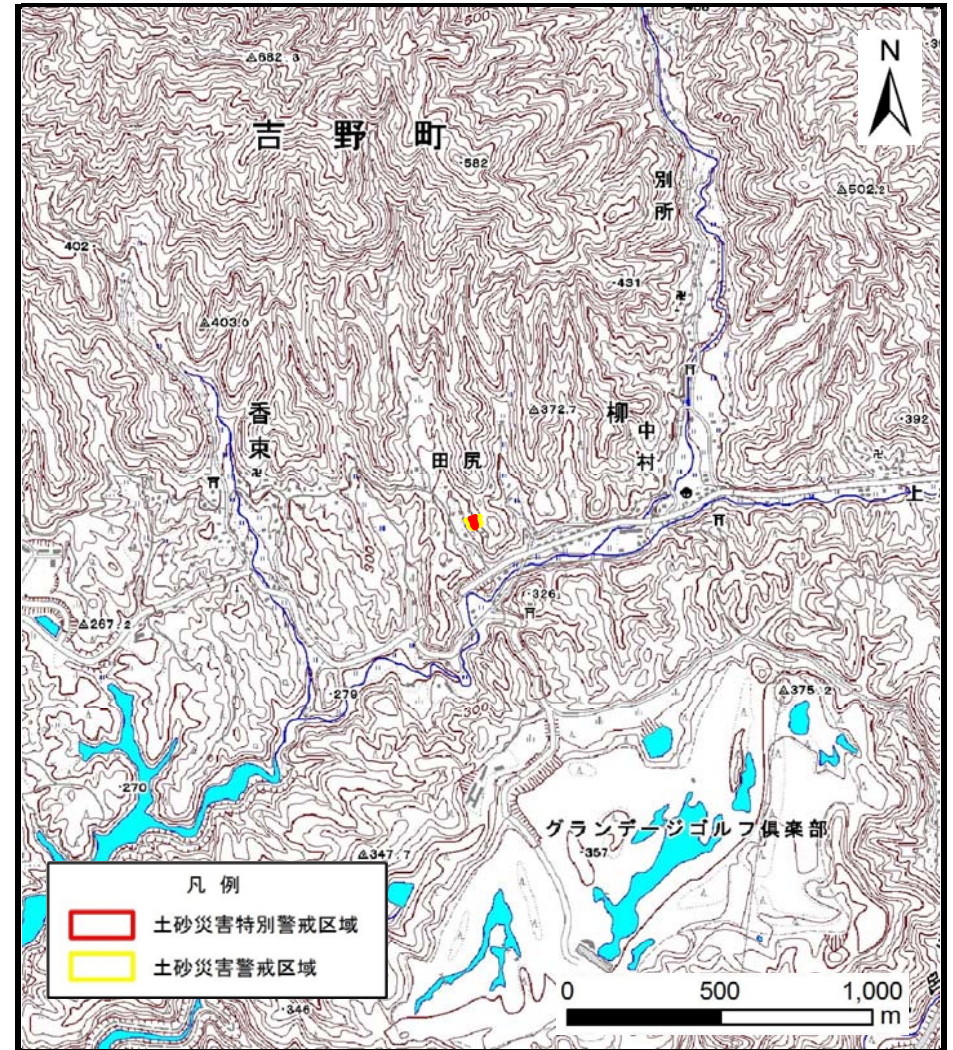 600
△682.3
N
吉野町
・582
別所
400
△502.2
402
・431
△403.0
香束
△372.7
柳
中村
・392
田尻
上
300
・326
△267.2
・279
300
△375.2
・270
グランデージゴルフ倶楽部
・357
△347.7
凡例
土砂災害特別警戒区域
土砂災害警戒区域
・346
0 500 1,000
m